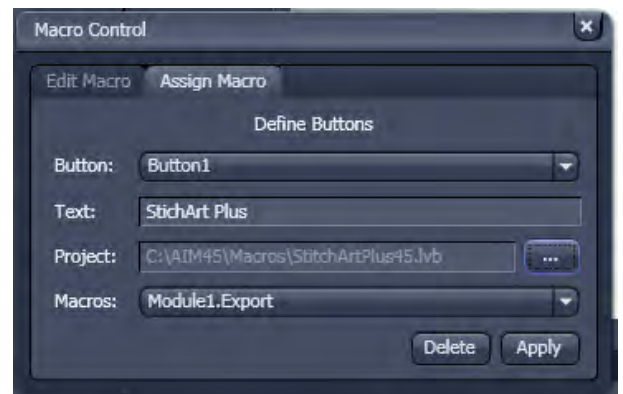 Macro Control
Edit Macro Assign Macro
Define Buttons
Button: Button1
Text: StichArt Plus
Project: C:\AIM45\Macros\StitchArtPlus45.lvb ...
Macros: Module1.Export
Delete Apply